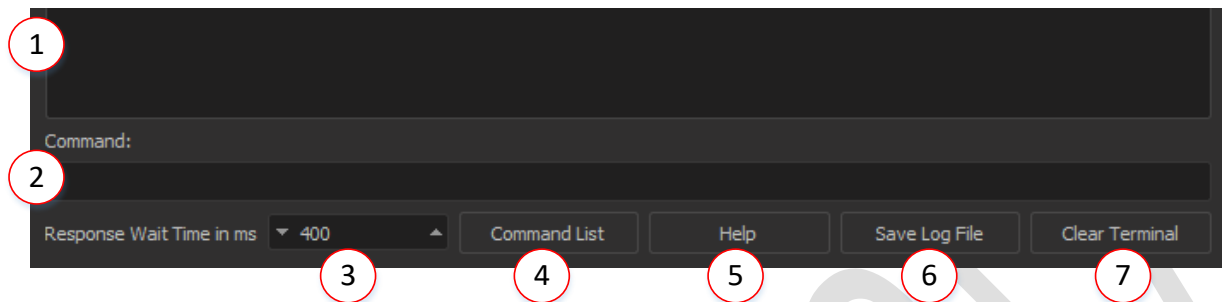 1
Command:
2
Response Wait Time in ms 400 Command List Help Save Log File Clear Terminal
3 4 5 6 7